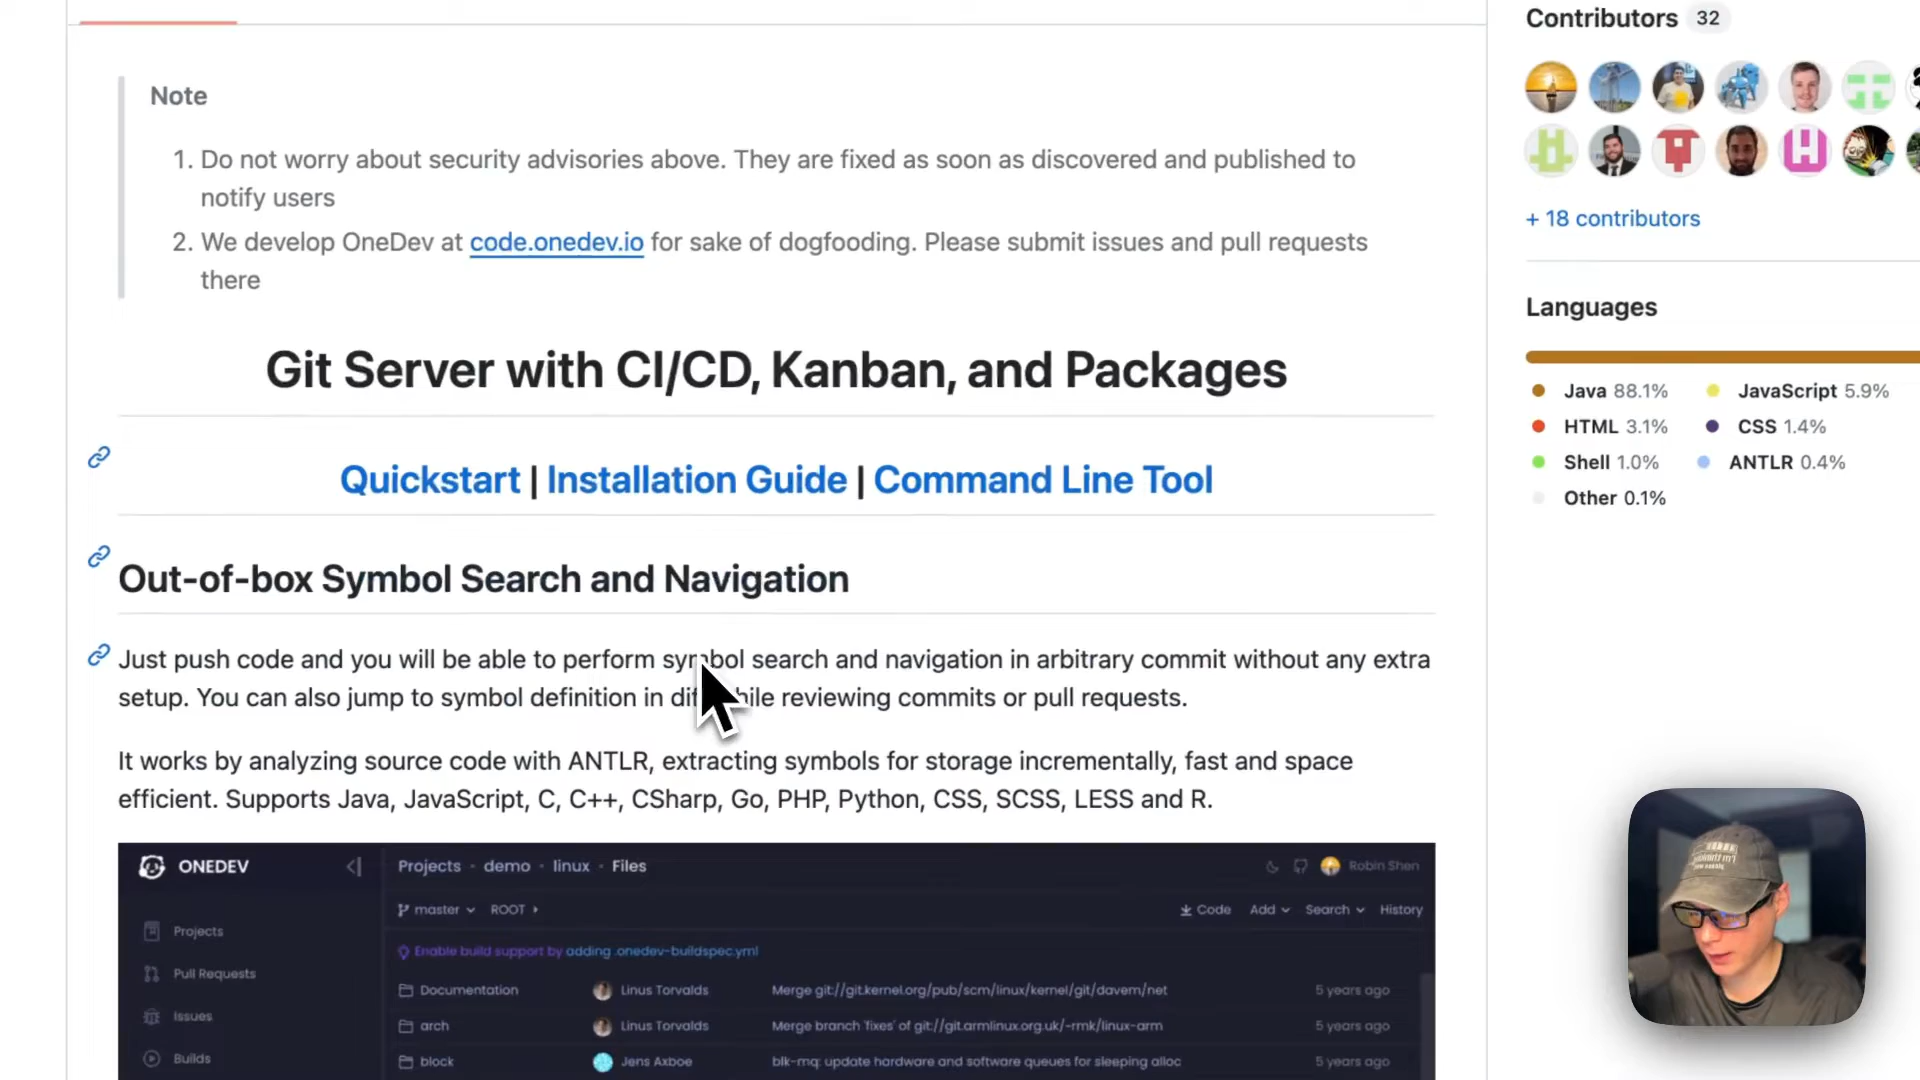 Contributors 32
+ 18 contributors
Languages
Java 88.1%
JavaScript 5.9%
HTML 3.1%
CSS 1.4%
Shell 1.0%
ANTLR 0.4%
Other 0.1%
Note
1. Do not worry about security advisories above. They are fixed as soon as discovered and published to
notify users
2. We develop OneDev at code.onedev.io for sake of dogfooding. Please submit issues and pull requests
there
Git Server with CI/CD, Kanban, and Packages
Quickstart | Installation Guide | Command Line Tool
Out-of-box Symbol Search and Navigation
Just push code and you will be able to perform symbol search and navigation in arbitrary commit without any extra
setup. You can also jump to symbol definition in diff while reviewing commits or pull requests.
It works by analyzing source code with ANTLR, extracting symbols for storage incrementally, fast and space
efficient. Supports Java, JavaScript, C, C++, CSharp, Go, PHP, Python, CSS, SCSS, LESS and R.
ONEDEV
Projects
Pull Requests
Issues
Builds
Projects demo linux Files
Robin Shen
master ROOT
Code Add Search History
Enable build support by adding .onedev-buildspec.yml
Documentation Linus Torvalds Merge git://git.kernel.org/pub/scm/linux/kernel/git/davem/net 5 years ago
arch Linus Torvalds Merge branch 'fixes' of git://git.armlinux.org.uk/~rmk/linux-arm 5 years ago
block Jens Axboe blk-mq: update hardware and software queues for sleeping alloc 5 years ago